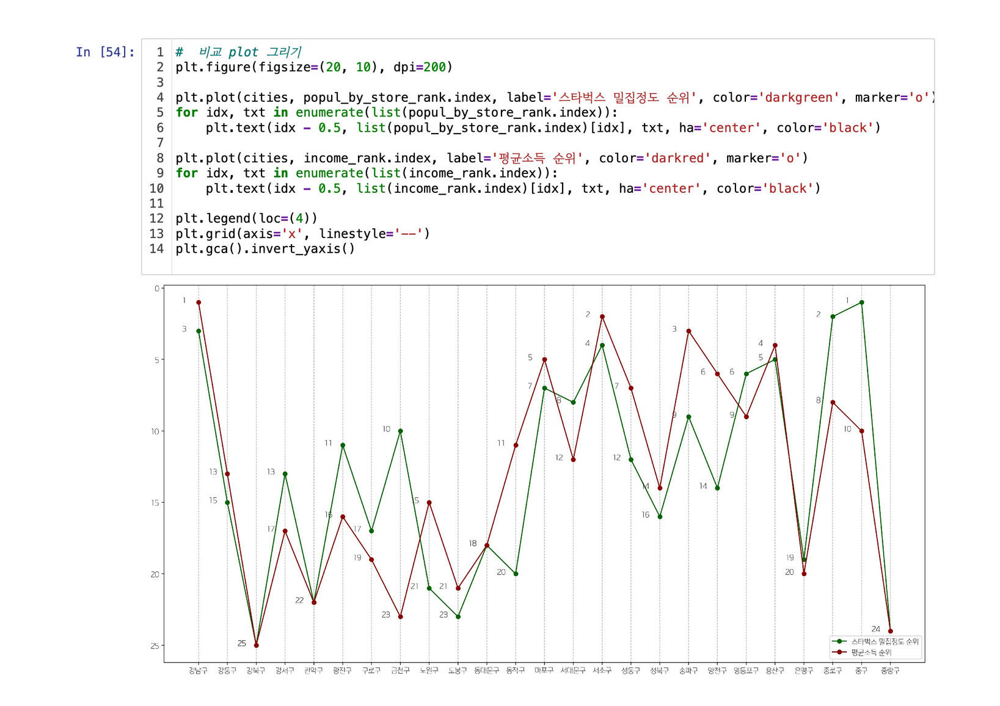 In [54]:
1 #  비교 plot 그리기
2 plt.figure(figsize=(20, 10), dpi=200)
3
4 plt.plot(cities, popul_by_store_rank.index, label='스타벅스 밀집정도 순위', color='darkgreen', marker='o')
5 for idx, txt in enumerate(list(popul_by_store_rank.index)):
6     plt.text(idx - 0.5, list(popul_by_store_rank.index)[idx], txt, ha='center', color='black')
7
8 plt.plot(cities, income_rank.index, label='평균소득 순위', color='darkred', marker='o')
9 for idx, txt in enumerate(list(income_rank.index)):
10     plt.text(idx - 0.5, list(income_rank.index)[idx], txt, ha='center', color='black')
11
12 plt.legend(loc=(4))
13 plt.grid(axis='x', linestyle='--')
14 plt.gca().invert_yaxis()
0
1 1
2 2
3 3
4 4
5 5 5
6 6
7 7
8 8
9 9
10 10 10
11 11
12 12
13 13
14 14
15 15 15
16 16
17 17
18
19 19
20 20 20
21 21
22
23 23
24
25 25
스타벅스 밀집정도 순위
평균소득 순위
강남구 강동구 강북구 강서구 관악구 광진구 구로구 금천구 노원구 도봉구 동대문구 동작구 마포구 서대문구 서초구 성동구 성북구 송파구 양천구 영등포구 용산구 은평구 종로구 중구 중랑구